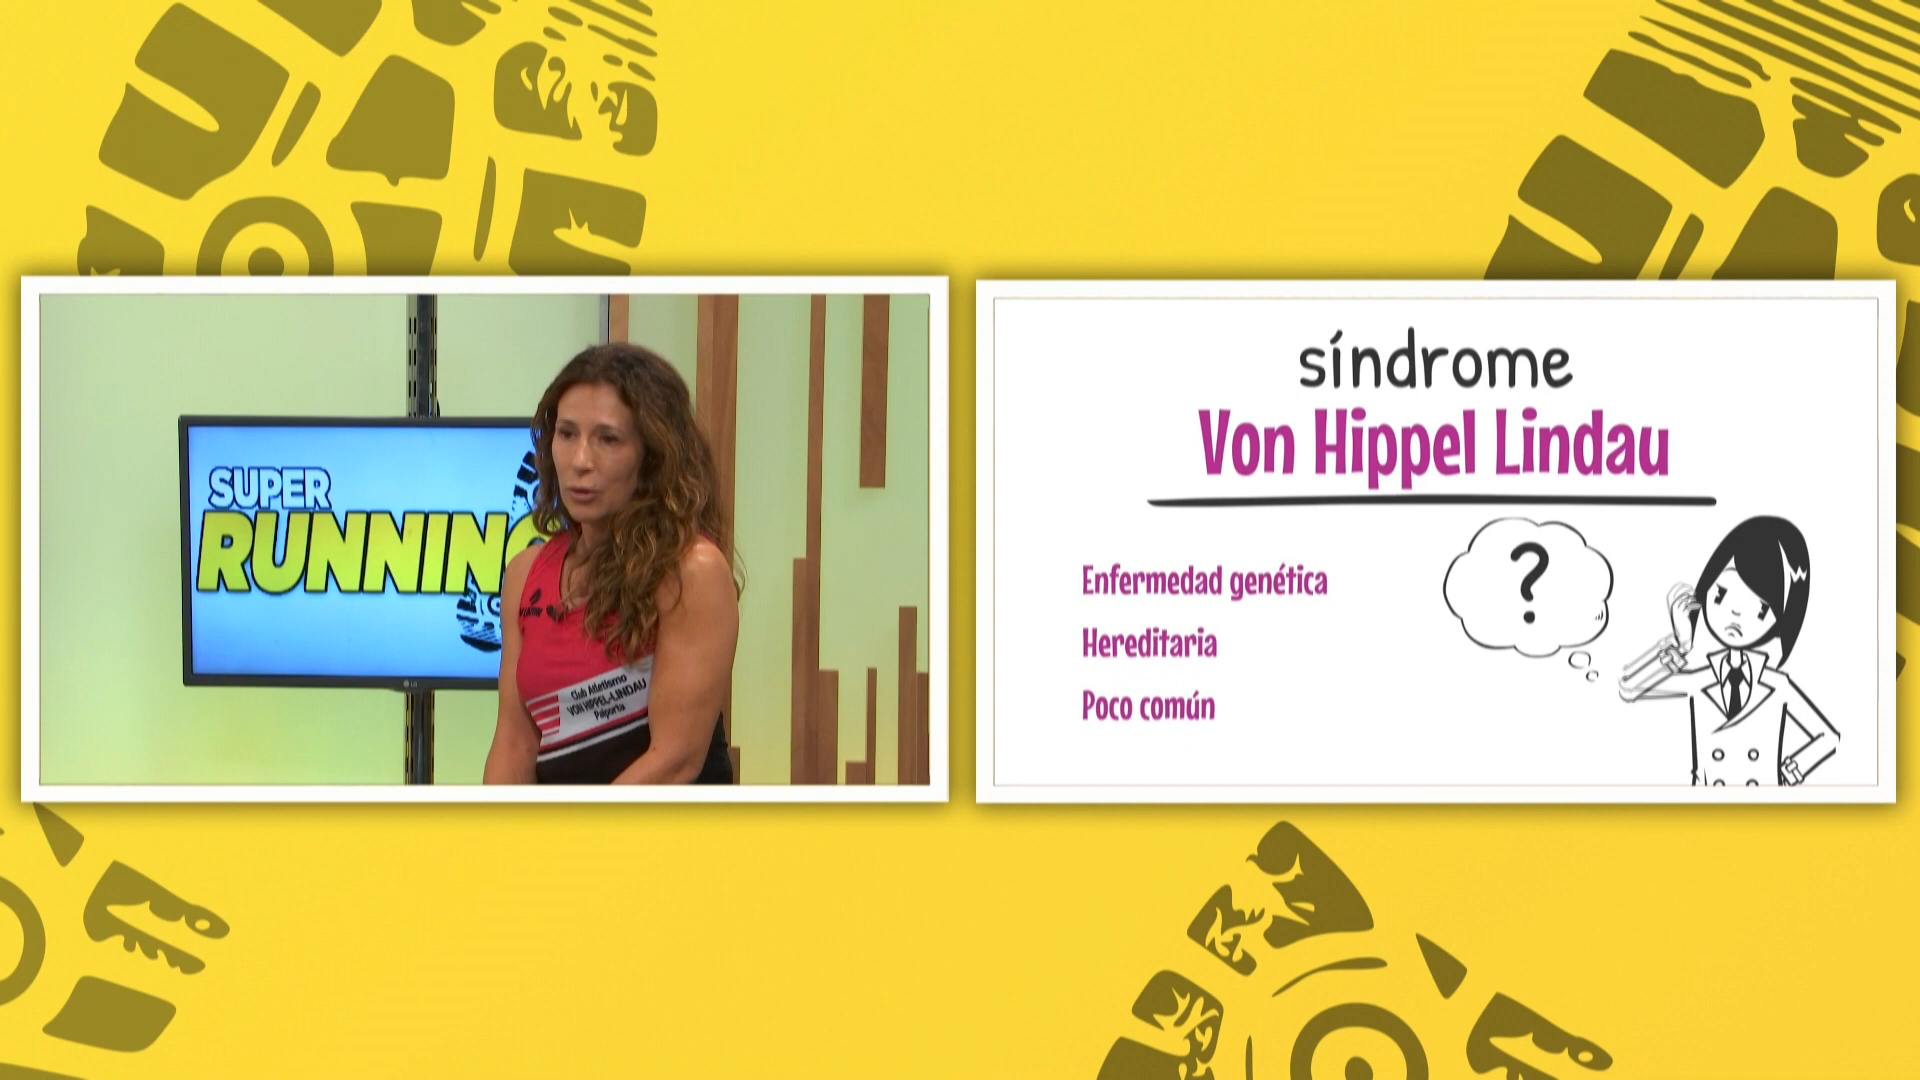 SUPER
RUNNING
Club Atletismo
VON HIPPEL-LINDAU
Paiporta
LG
síndrome
Von Hippel Lindau
?
Enfermedad genética
Hereditaria
Poco común